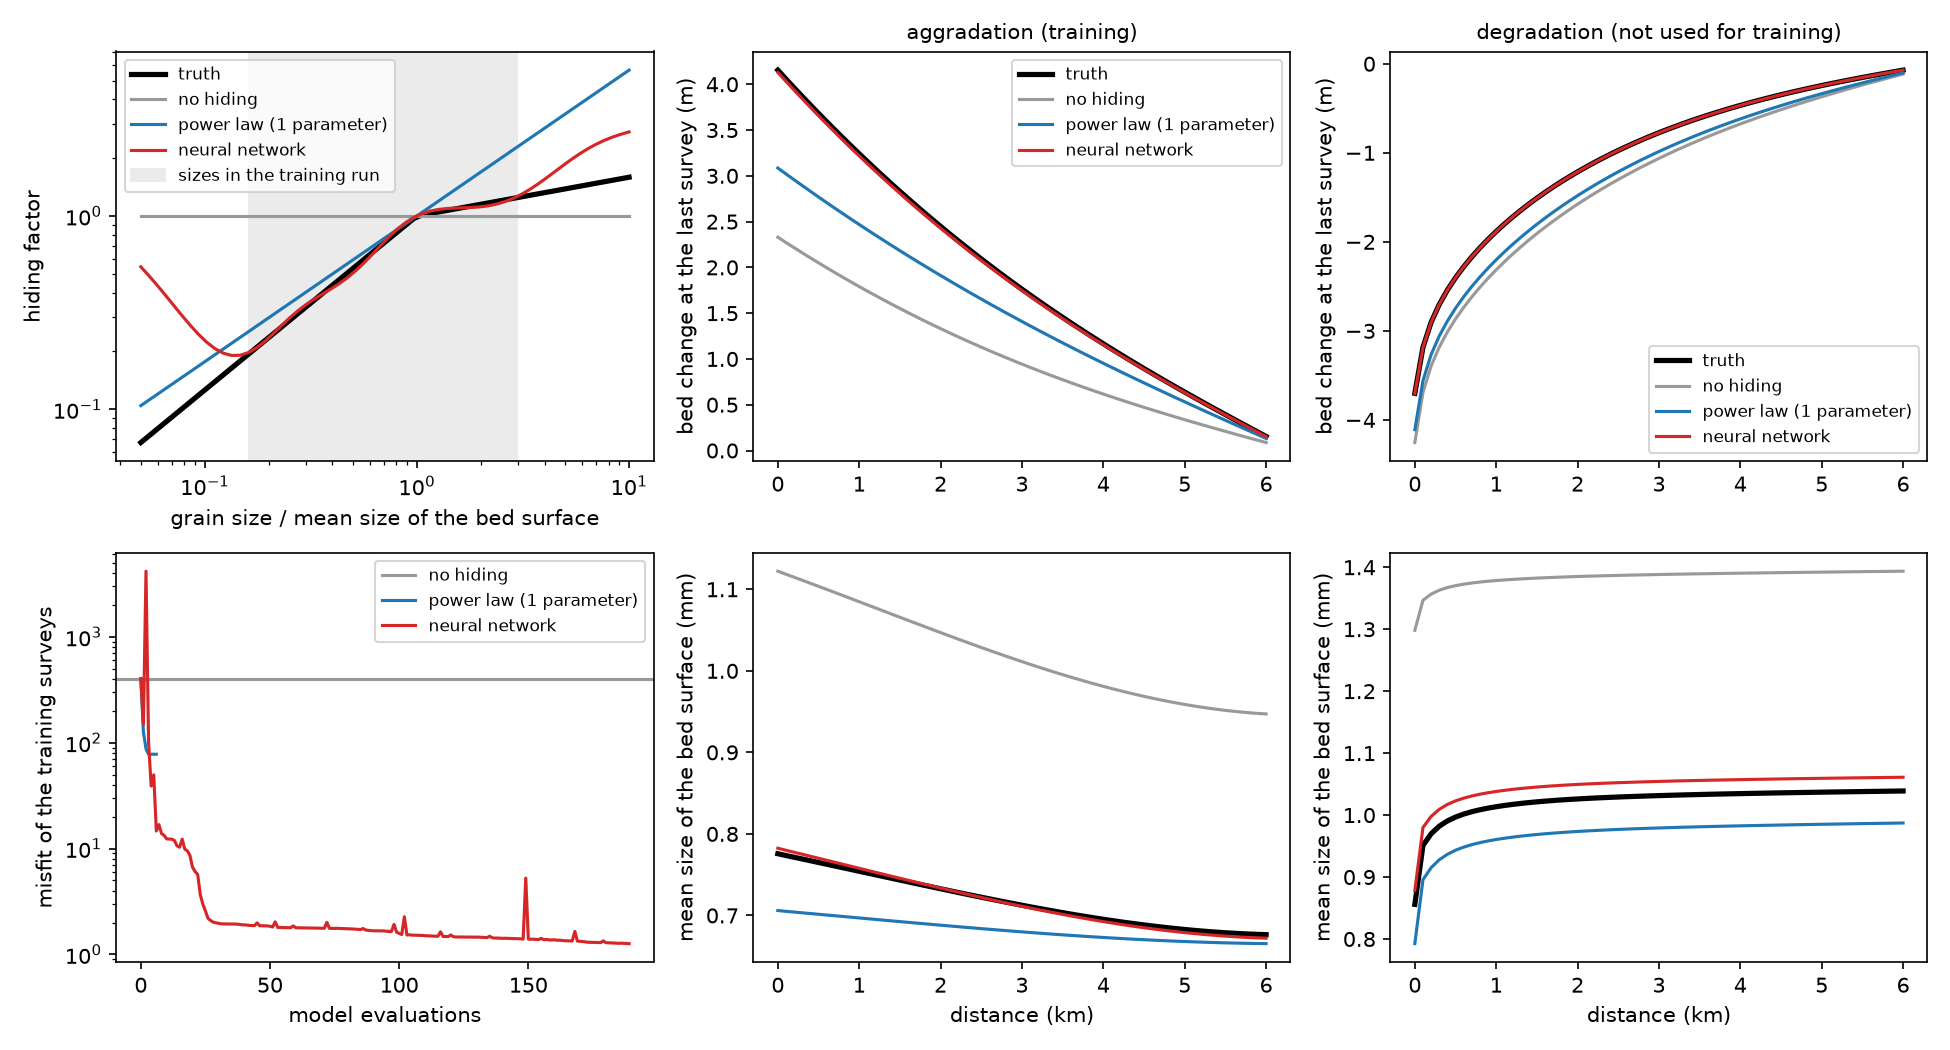 truth
no hiding
power law (1 parameter)
neural network
sizes in the training run
hiding factor
10⁰
10⁻¹
10⁻¹ 10⁰ 10¹
grain size / mean size of the bed surface
aggradation (training)
truth
no hiding
power law (1 parameter)
neural network
bed change at the last survey (m)
4.0
3.5
3.0
2.5
2.0
1.5
1.0
0.5
0.0
0 1 2 3 4 5 6
degradation (not used for training)
bed change at the last survey (m)
0
−1
−2
−3
−4
truth
no hiding
power law (1 parameter)
neural network
0 1 2 3 4 5 6
no hiding
power law (1 parameter)
neural network
misfit of the training surveys
10³
10²
10¹
10⁰
0 50 100 150
model evaluations
mean size of the bed surface (mm)
1.1
1.0
0.9
0.8
0.7
0 1 2 3 4 5 6
distance (km)
mean size of the bed surface (mm)
1.4
1.3
1.2
1.1
1.0
0.9
0.8
0 1 2 3 4 5 6
distance (km)